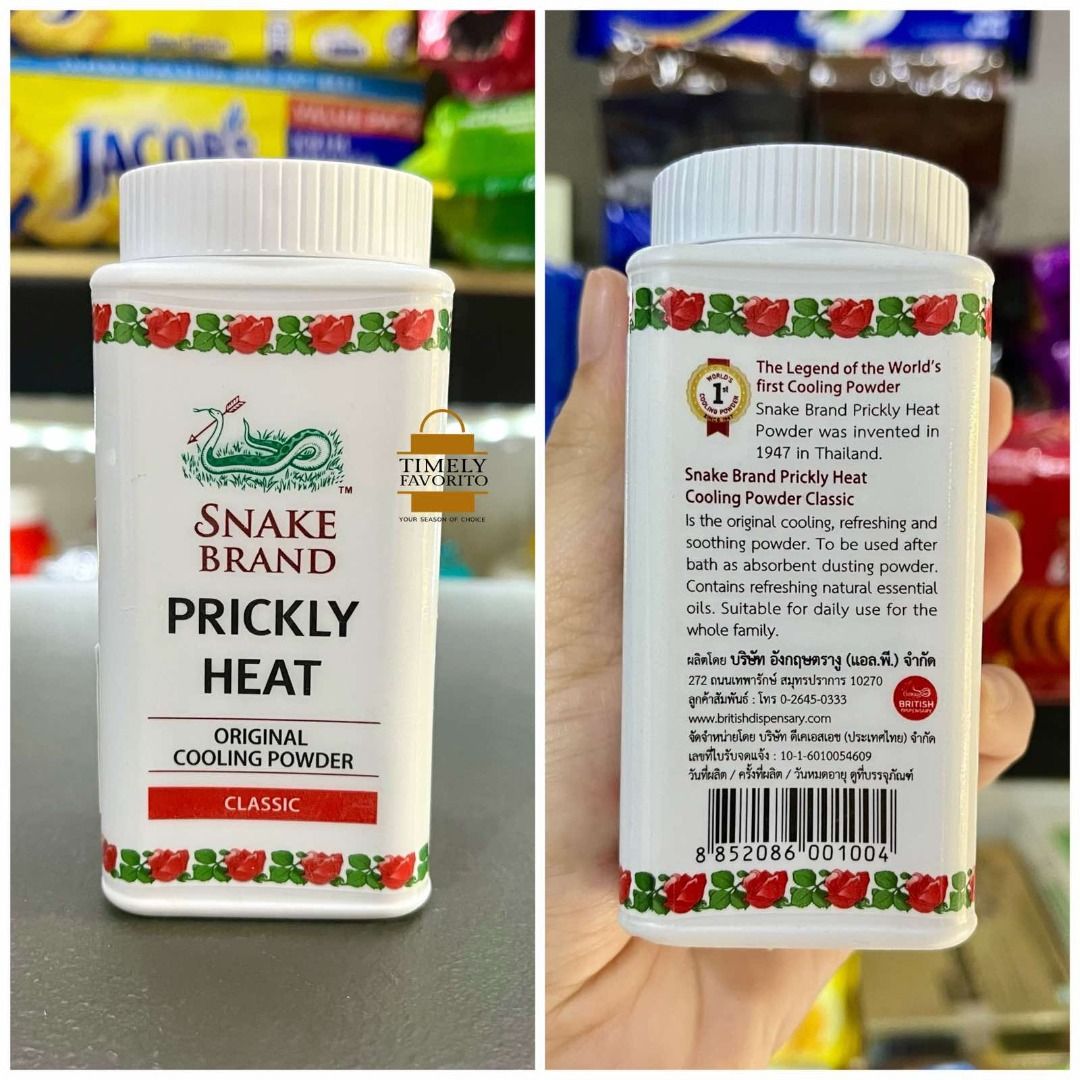 JACOB'S
SNAKE
BRAND
TM
PRICKLY
HEAT
ORIGINAL
COOLING POWDER
CLASSIC
TIMELY
FAVORITO
YOUR SEASON OF CHOICE
WORLD'S
1st
COOLING POWDER
SINCE 1947
The Legend of the World's
first Cooling Powder
Snake Brand Prickly Heat
Powder was invented in
1947 in Thailand.
Snake Brand Prickly Heat
Cooling Powder Classic
Is the original cooling, refreshing and
soothing powder. To be used after
bath as absorbent dusting powder.
Contains refreshing natural essential
oils. Suitable for daily use for the
whole family.
ผลิตโดย บริษัท อังกฤษตรางู (แอล.พี.) จำกัด
272 ถนนเทพารักษ์ สมุทรปราการ 10270
ลูกค้าสัมพันธ์ : โทร 0-2645-0333
www.britishdispensary.com
BRITISH
DISPENSARY
จัดจำหน่ายโดย บริษัท ดีเคเอสเอช (ประเทศไทย) จำกัด
เลขที่ใบรับจดแจ้ง : 10-1-6010054609
วันที่ผลิต / ครั้งที่ผลิต / วันหมดอายุ ดูที่บรรจุภัณฑ์
8 852086 001004